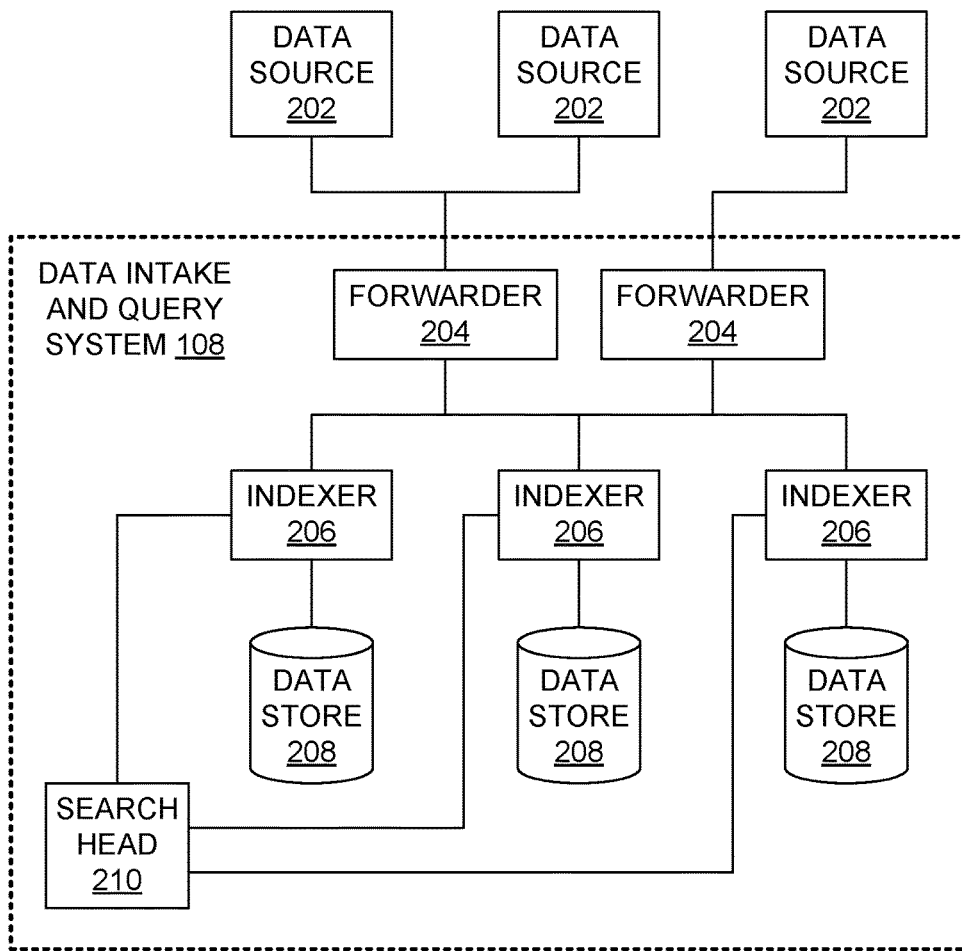 DATA
SOURCE
202
DATA
SOURCE
202
DATA
SOURCE
202
DATA INTAKE
AND QUERY
SYSTEM 108
FORWARDER
204
FORWARDER
204
INDEXER
206
INDEXER
206
INDEXER
206
DATA
STORE
208
DATA
STORE
208
DATA
STORE
208
SEARCH
HEAD
210